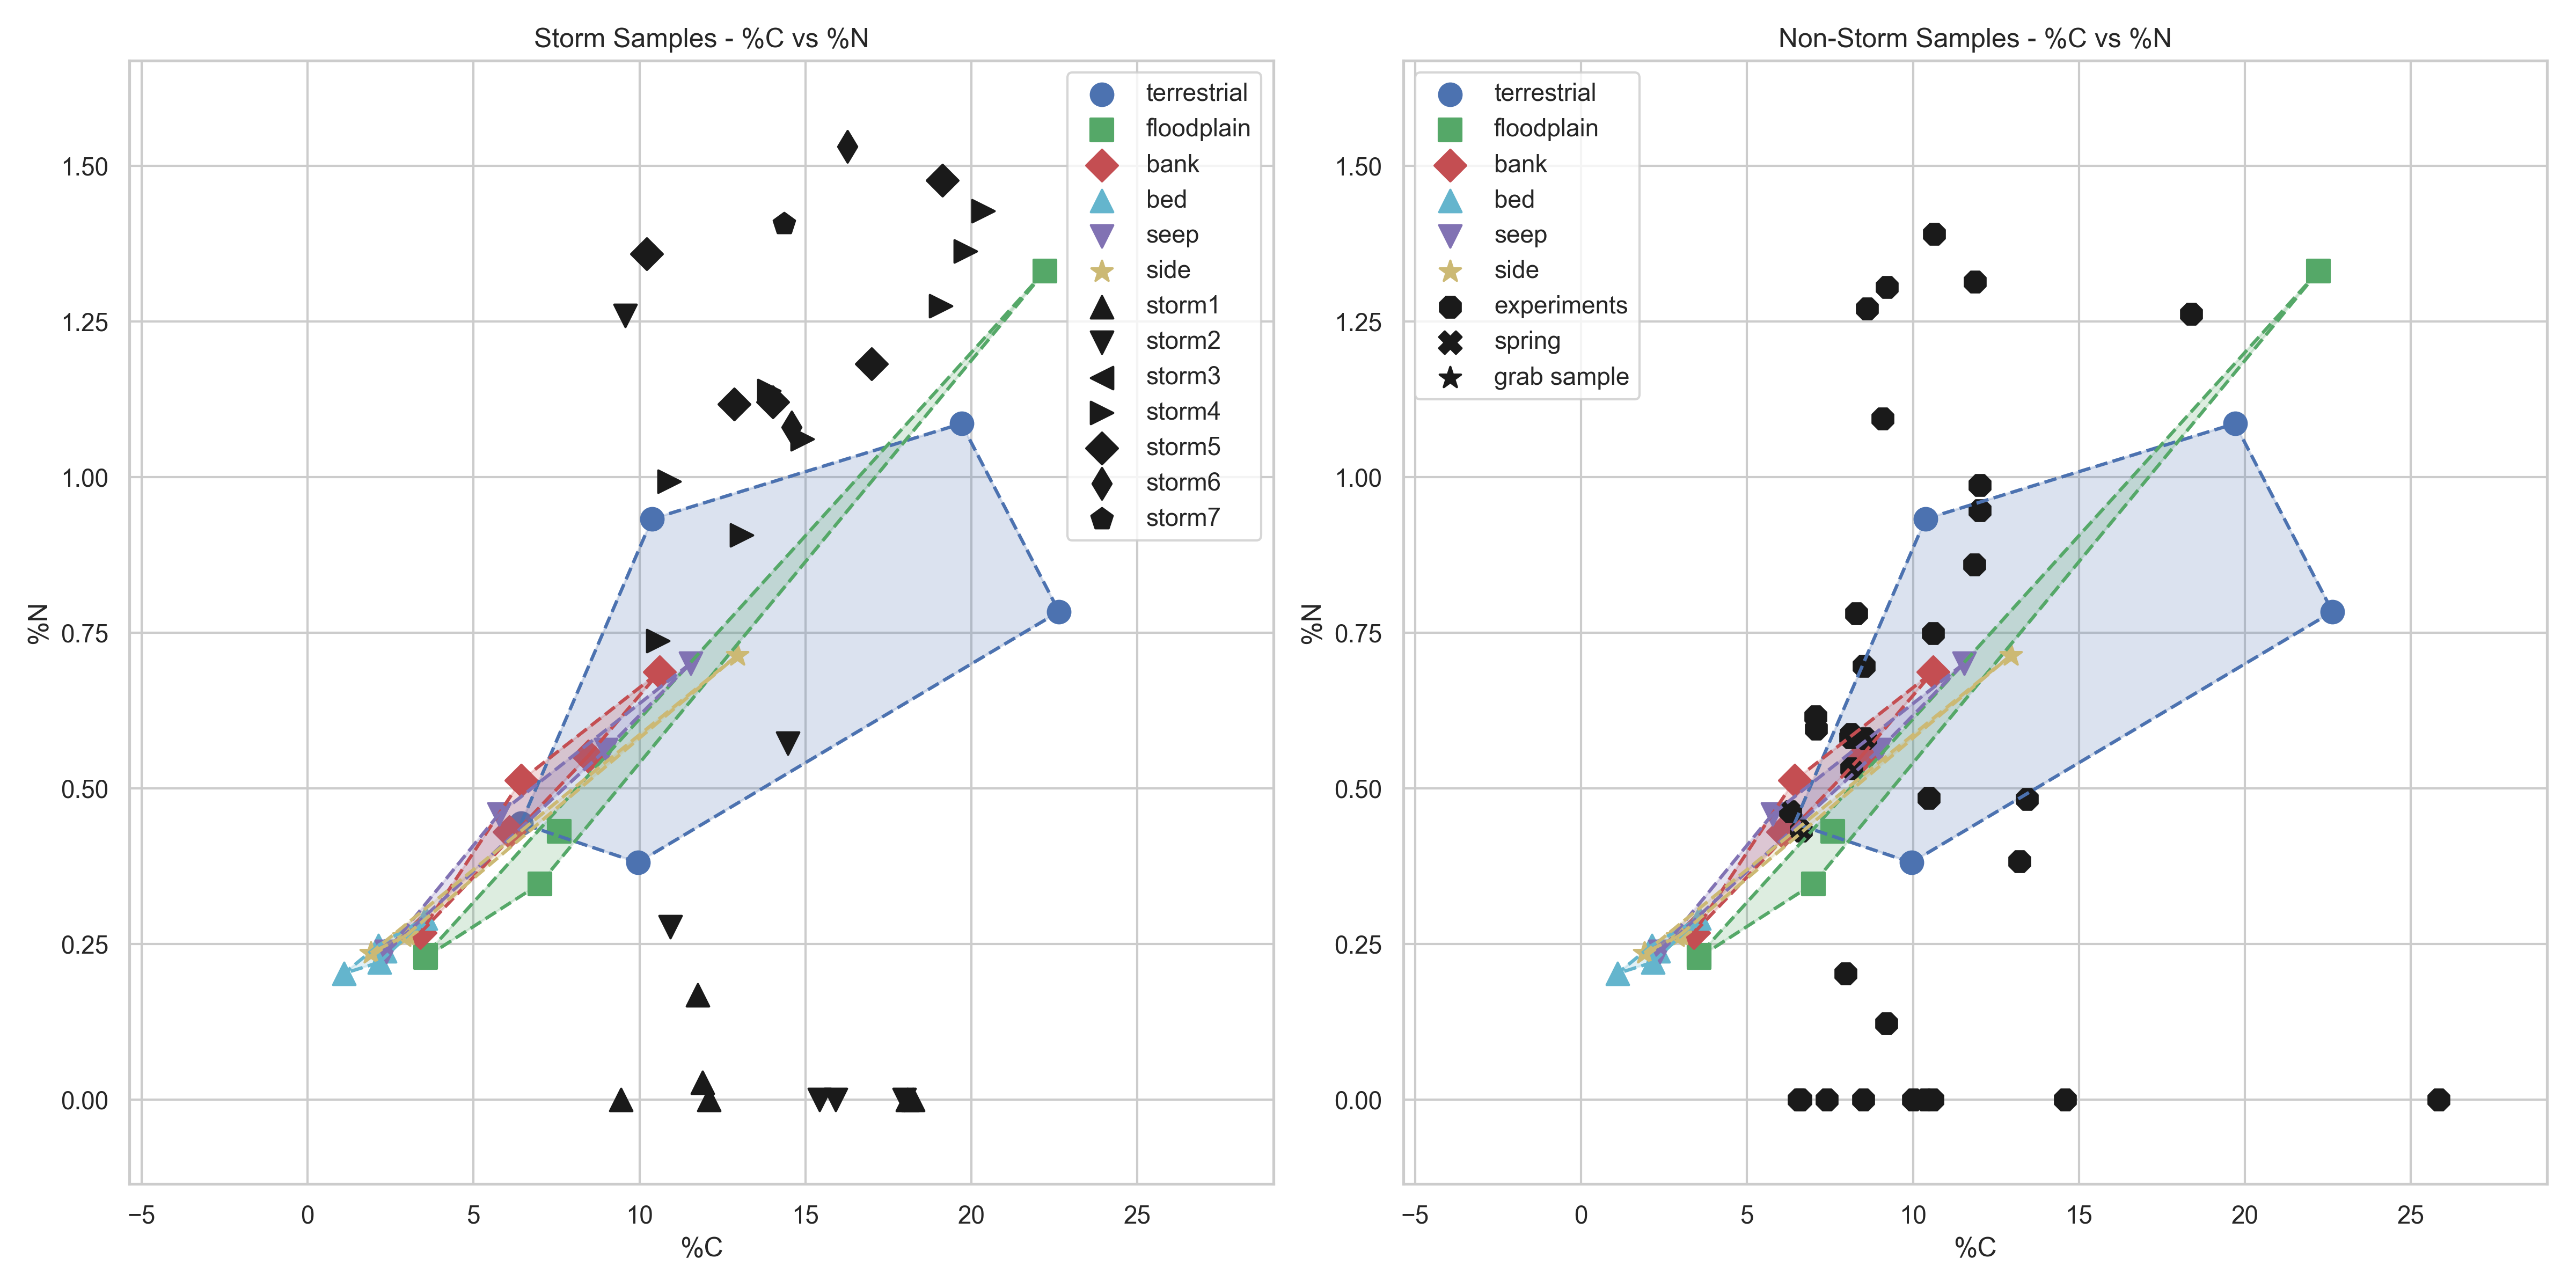 Storm Samples - %C vs %N
%N
1.50
1.25
1.00
0.75
0.50
0.25
0.00
−5
0
5
10
15
20
25
%C
terrestrial
floodplain
bank
bed
seep
side
storm1
storm2
storm3
storm4
storm5
storm6
storm7
Non-Storm Samples - %C vs %N
%N
1.50
1.25
1.00
0.75
0.50
0.25
0.00
−5
0
5
10
15
20
25
%C
terrestrial
floodplain
bank
bed
seep
side
experiments
spring
grab sample